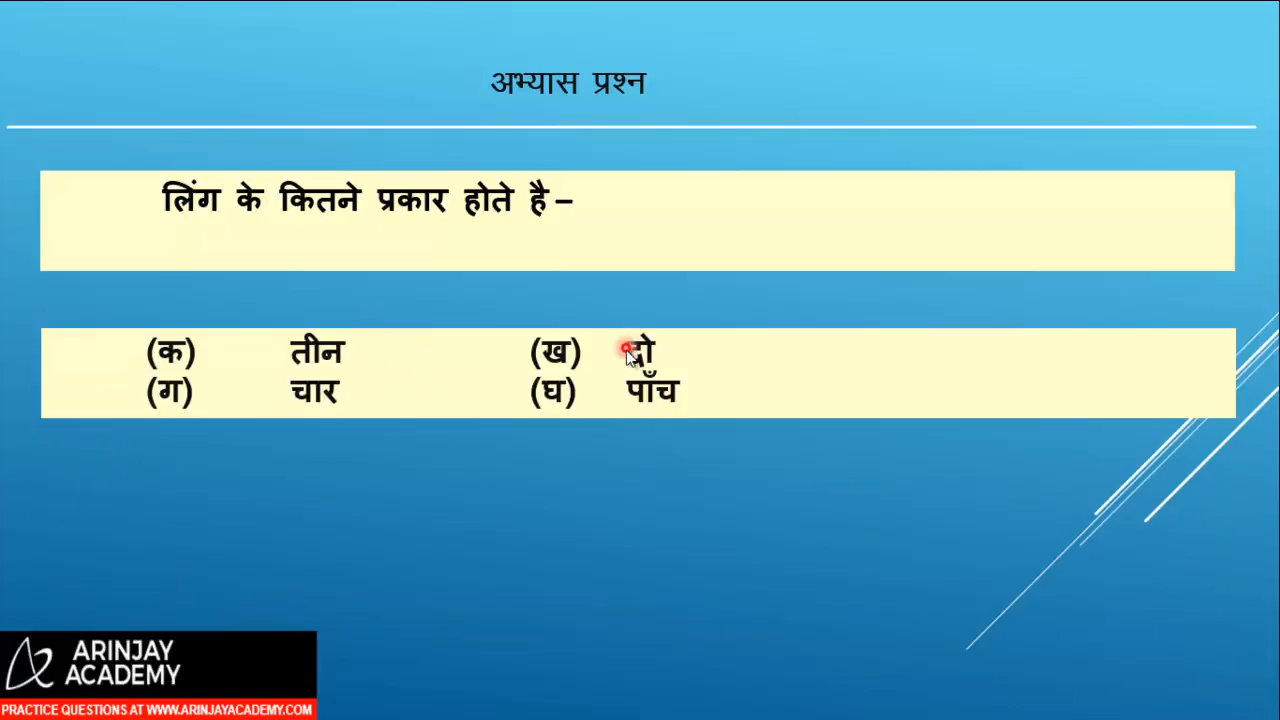 अभ्यास प्रश्न
लिंग के कितने प्रकार होते है–
(क) तीन (ख) दो
(ग) चार (घ) पाँच
ARINJAY
ACADEMY
PRACTICE QUESTIONS AT WWW.ARINJAYACADEMY.COM